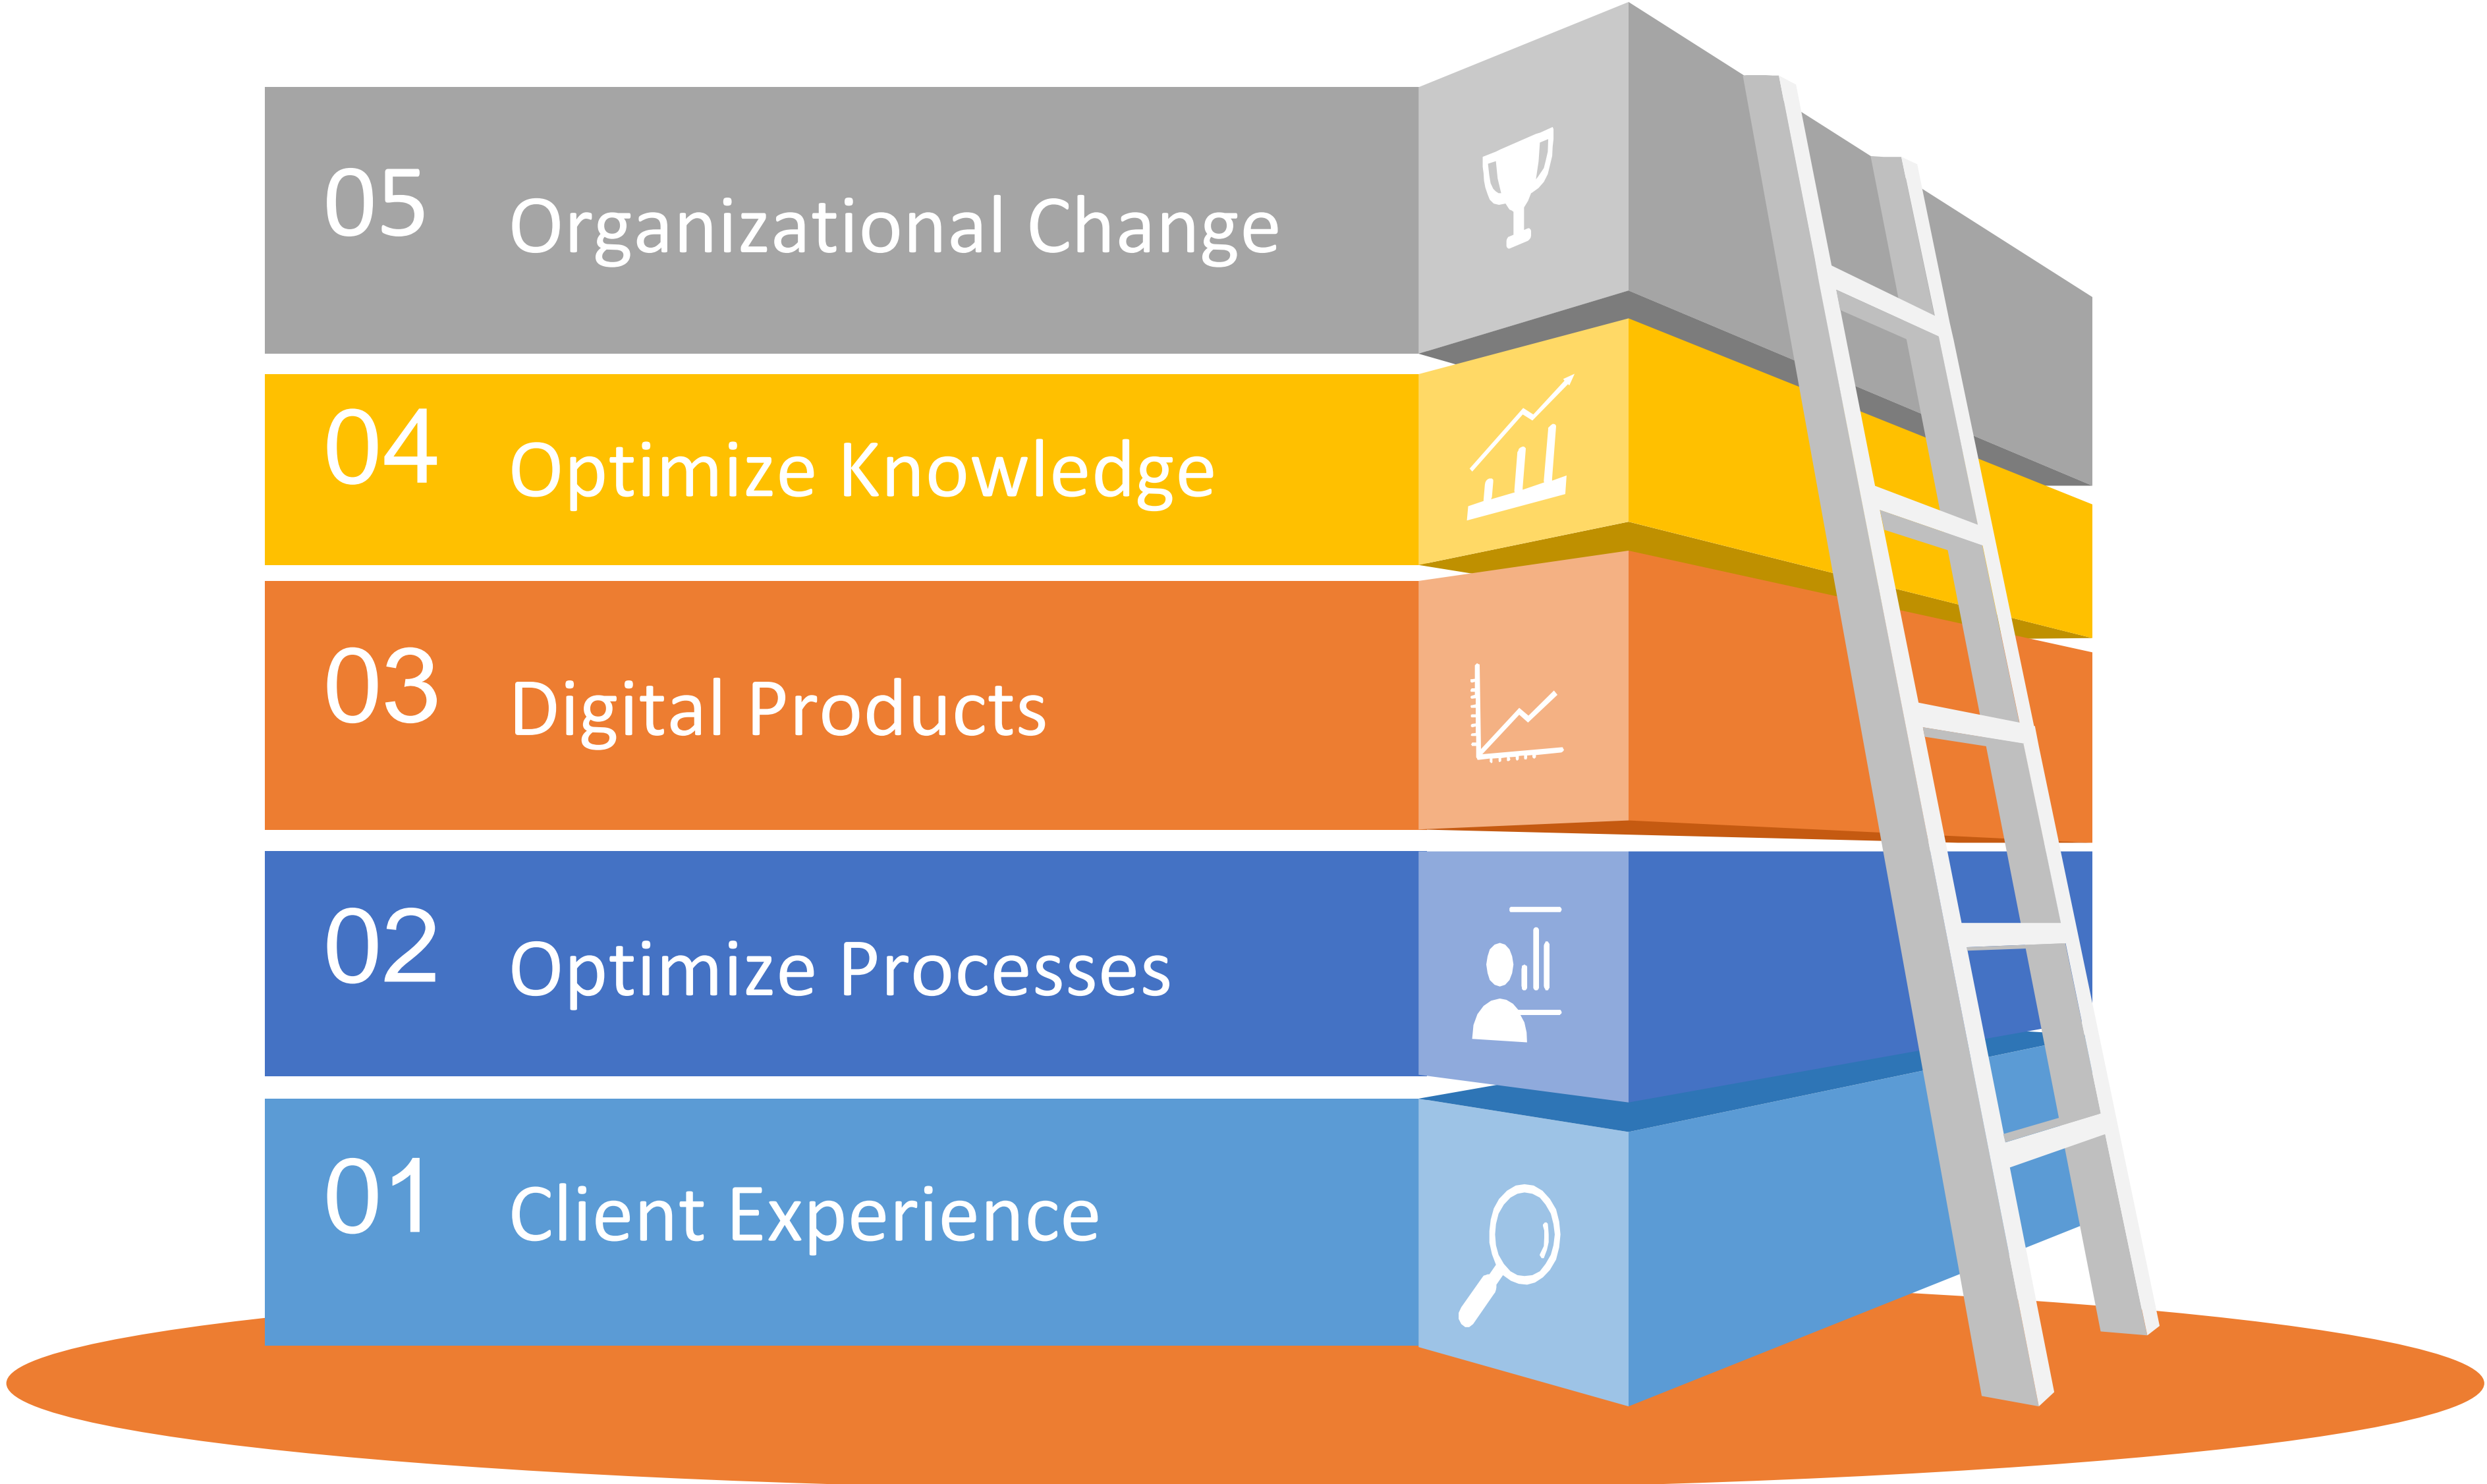 05 Organizational Change
04 Optimize Knowledge
03 Digital Products
02 Optimize Processes
01 Client Experience